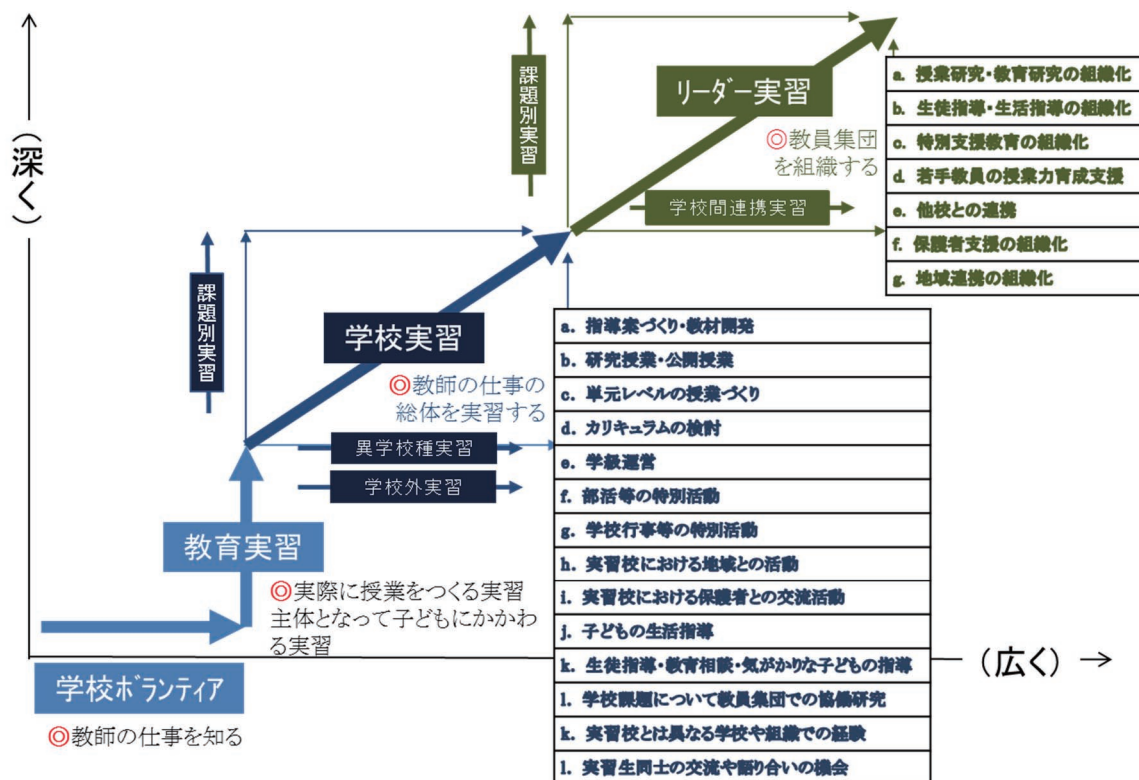 (深く)
課題別実習
リーダー実習
◎教員集団
を組織する
学校間連携実習
a. 授業研究・教育研究の組織化
b. 生徒指導・生活指導の組織化
c. 特別支援教育の組織化
d. 若手教員の授業力育成支援
e. 他校との連携
f. 保護者支援の組織化
g. 地域連携の組織化
課題別実習
学校実習
◎教師の仕事の
総体を実習する
異学校種実習
学校外実習
a. 指導案づくり・教材開発
b. 研究授業・公開授業
c. 単元レベルの授業づくり
d. カリキュラムの検討
e. 学級運営
f. 部活等の特別活動
g. 学校行事等の特別活動
h. 実習校における地域との活動
i. 実習校における保護者との交流活動
j. 子どもの生活指導
k. 生徒指導・教育相談・気がかりな子どもの指導
l. 学校課題について教員集団での協働研究
k. 実習校とは異なる学校や組織での経験
l. 実習生同士の交流や語り合いの機会
教育実習
◎実際に授業をつくる実習
主体となって子どもにかかわ
る実習
学校ボランティア
◎教師の仕事を知る
(広く)